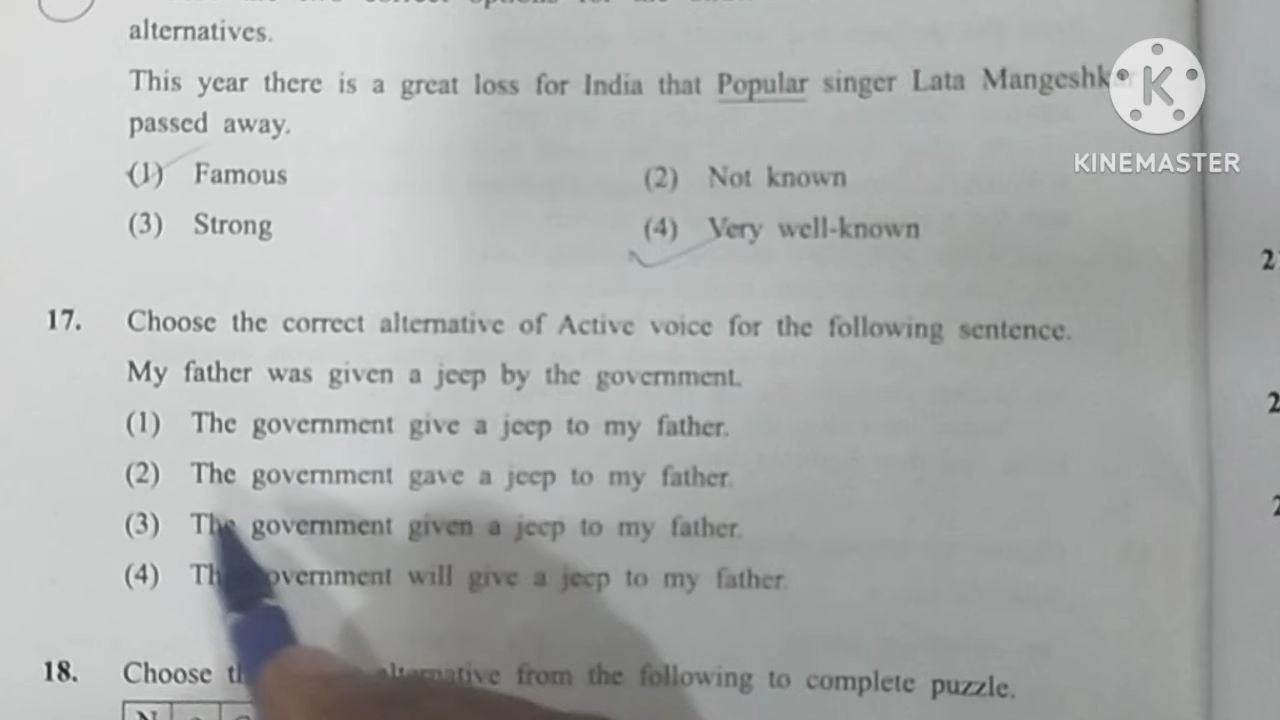 alternatives.
This year there is a great loss for India that Popular singer Lata
passed away.
(1) Famous
(2) Not known
(3) Strong
(4) Very well-known
17. Choose the correct alternative of Active voice for the following sentence.
My father was given a jeep by the government.
(1) The government give a jeep to my father.
(2) The government gave a jeep to my father.
(3) The government given a jeep to my father.
(4) government will give a jeep to my father.
18. Choose alternative from the following to complete puzzle.
K
KINEMASTER